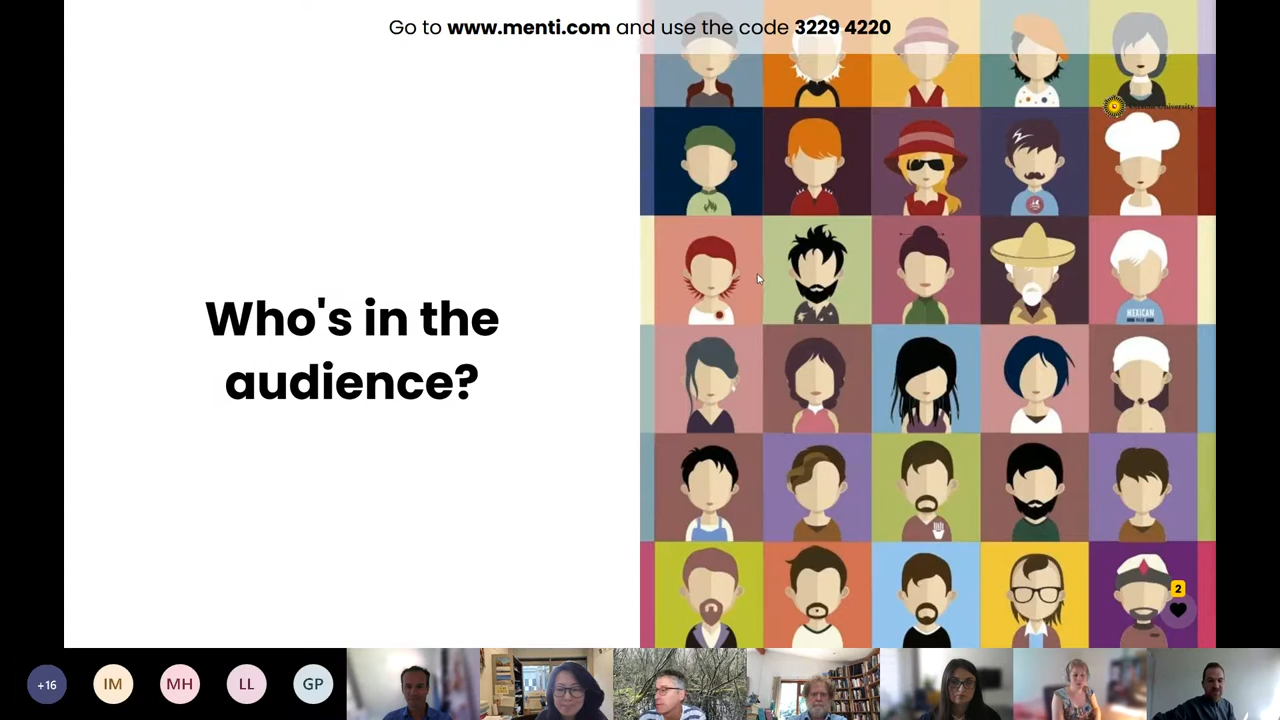 Go to www.menti.com and use the code 3229 4220
University
Who's in the
audience?
MEXICAN
2
+16
IM
MH
LL
GP